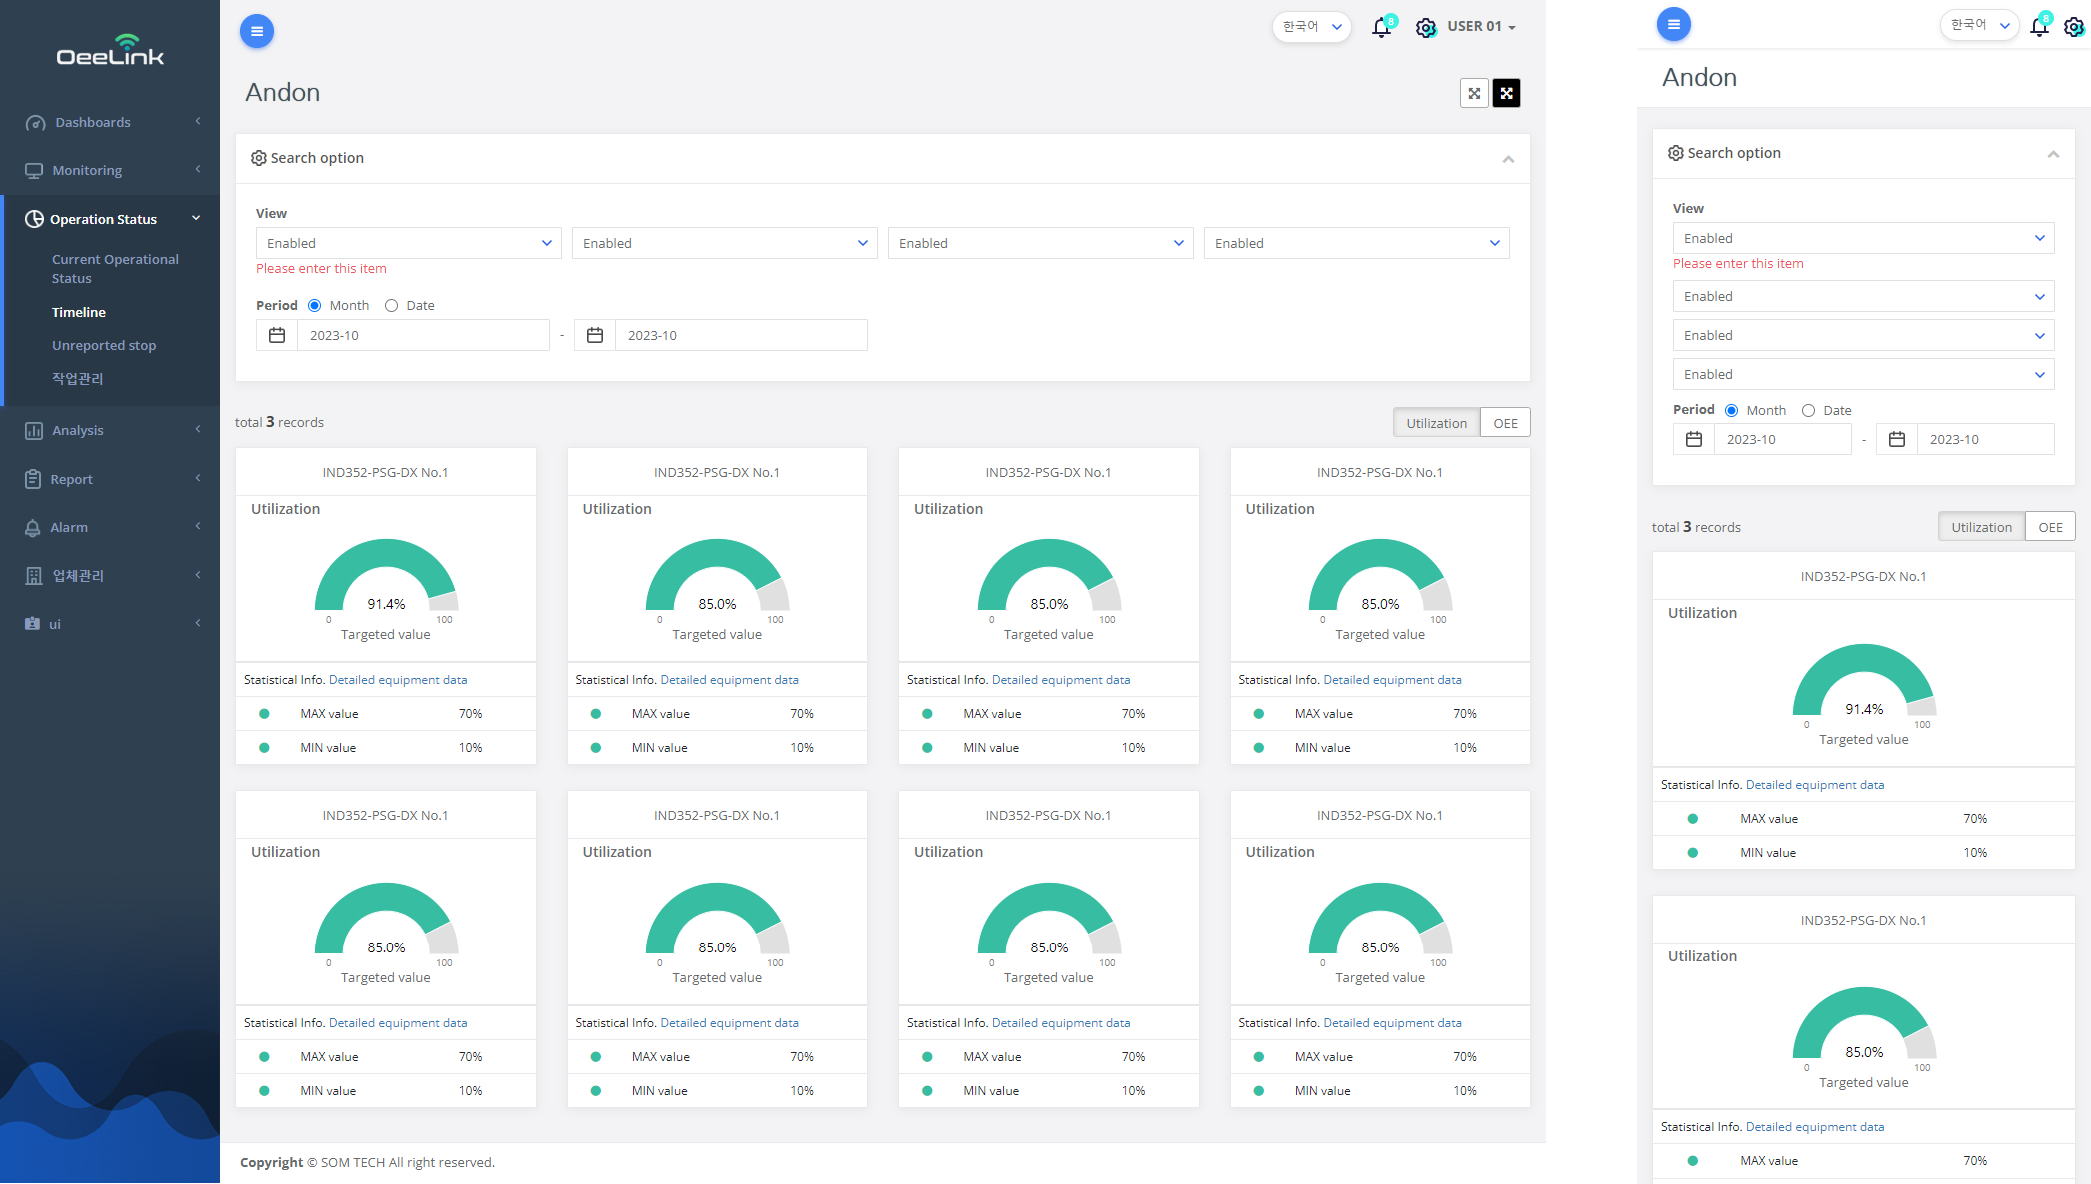 OeeLink
Dashboards
Monitoring
Operation Status
Current Operational
Status
Timeline
Unreported stop
작업관리
Analysis
Report
Alarm
업체관리
ui
한국어
8
USER 01
Andon
Search option
View
Enabled Enabled Enabled Enabled
Please enter this item
Period Month Date
2023-10 - 2023-10
total 3 records
Utilization OEE
IND352-PSG-DX No.1 IND352-PSG-DX No.1 IND352-PSG-DX No.1 IND352-PSG-DX No.1
Utilization Utilization Utilization Utilization
91.4% 85.0% 85.0% 85.0%
0 100 0 100 0 100 0 100
Targeted value Targeted value Targeted value Targeted value
Statistical Info. Detailed equipment data Statistical Info. Detailed equipment data Statistical Info. Detailed equipment data Statistical Info. Detailed equipment data
MAX value 70% MAX value 70% MAX value 70% MAX value 70%
MIN value 10% MIN value 10% MIN value 10% MIN value 10%
IND352-PSG-DX No.1 IND352-PSG-DX No.1 IND352-PSG-DX No.1 IND352-PSG-DX No.1
Utilization Utilization Utilization Utilization
85.0% 85.0% 85.0% 85.0%
0 100 0 100 0 100 0 100
Targeted value Targeted value Targeted value Targeted value
Statistical Info. Detailed equipment data Statistical Info. Detailed equipment data Statistical Info. Detailed equipment data Statistical Info. Detailed equipment data
MAX value 70% MAX value 70% MAX value 70% MAX value 70%
MIN value 10% MIN value 10% MIN value 10% MIN value 10%
Copyright © SOM TECH All right reserved.
한국어
8
Andon
Search option
View
Enabled
Please enter this item
Enabled
Enabled
Enabled
Period Month Date
2023-10 - 2023-10
total 3 records
Utilization OEE
IND352-PSG-DX No.1
Utilization
91.4%
0 100
Targeted value
Statistical Info. Detailed equipment data
MAX value 70%
MIN value 10%
IND352-PSG-DX No.1
Utilization
85.0%
0 100
Targeted value
Statistical Info. Detailed equipment data
MAX value 70%